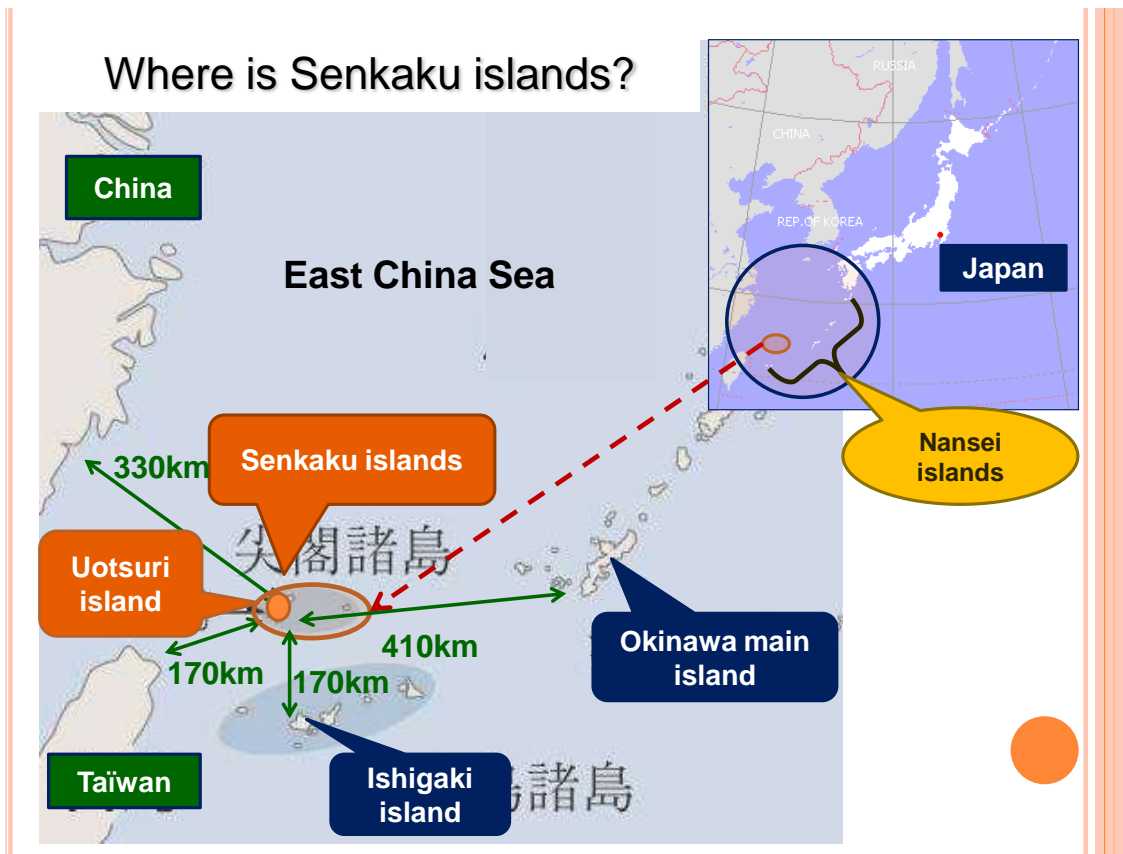 Where is Senkaku islands?
RUSSIA
CHINA
REP.OF KOREA
Japan
China
East China Sea
Nansei
islands
330km
Senkaku islands
尖閣諸島
Uotsuri
island
410km
Okinawa main
island
170km
170km
Taïwan
Ishigaki
island
諸島